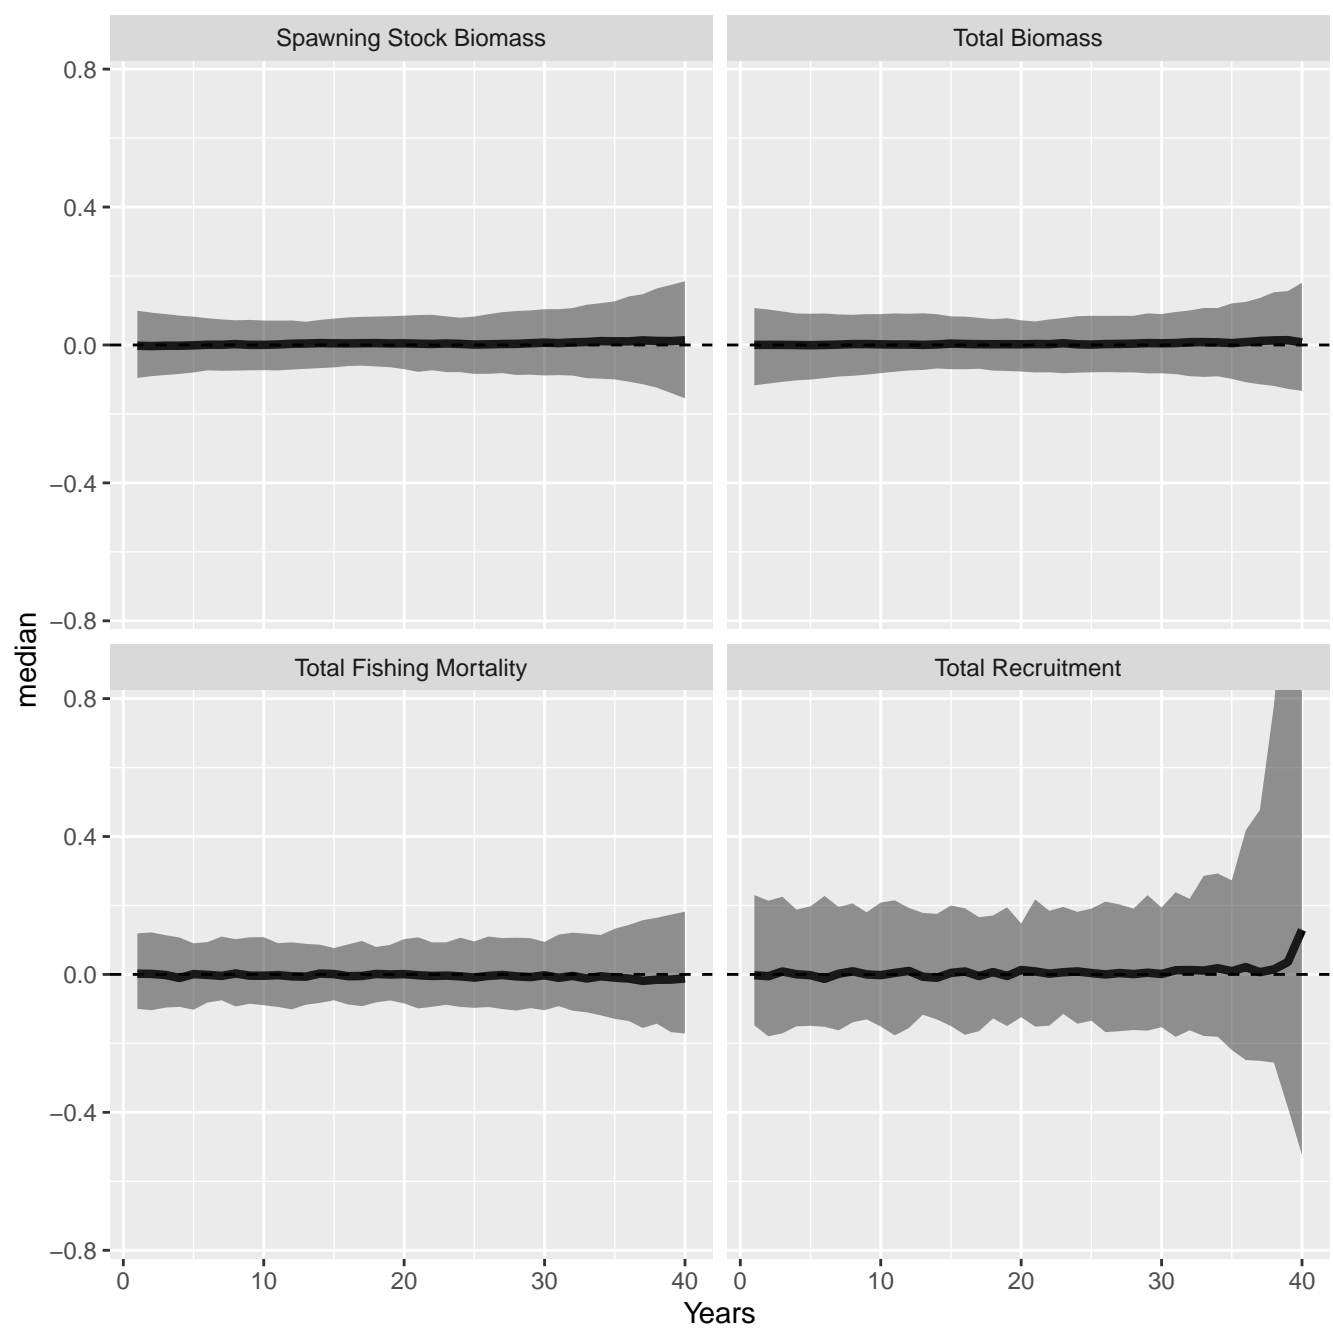 Spawning Stock Biomass
Total Biomass
0.8
0.4
0.0
−0.4
−0.8
median
Total Fishing Mortality
Total Recruitment
0.8
0.4
0.0
−0.4
−0.8
0 10 20 30 40
0 10 20 30 40
Years